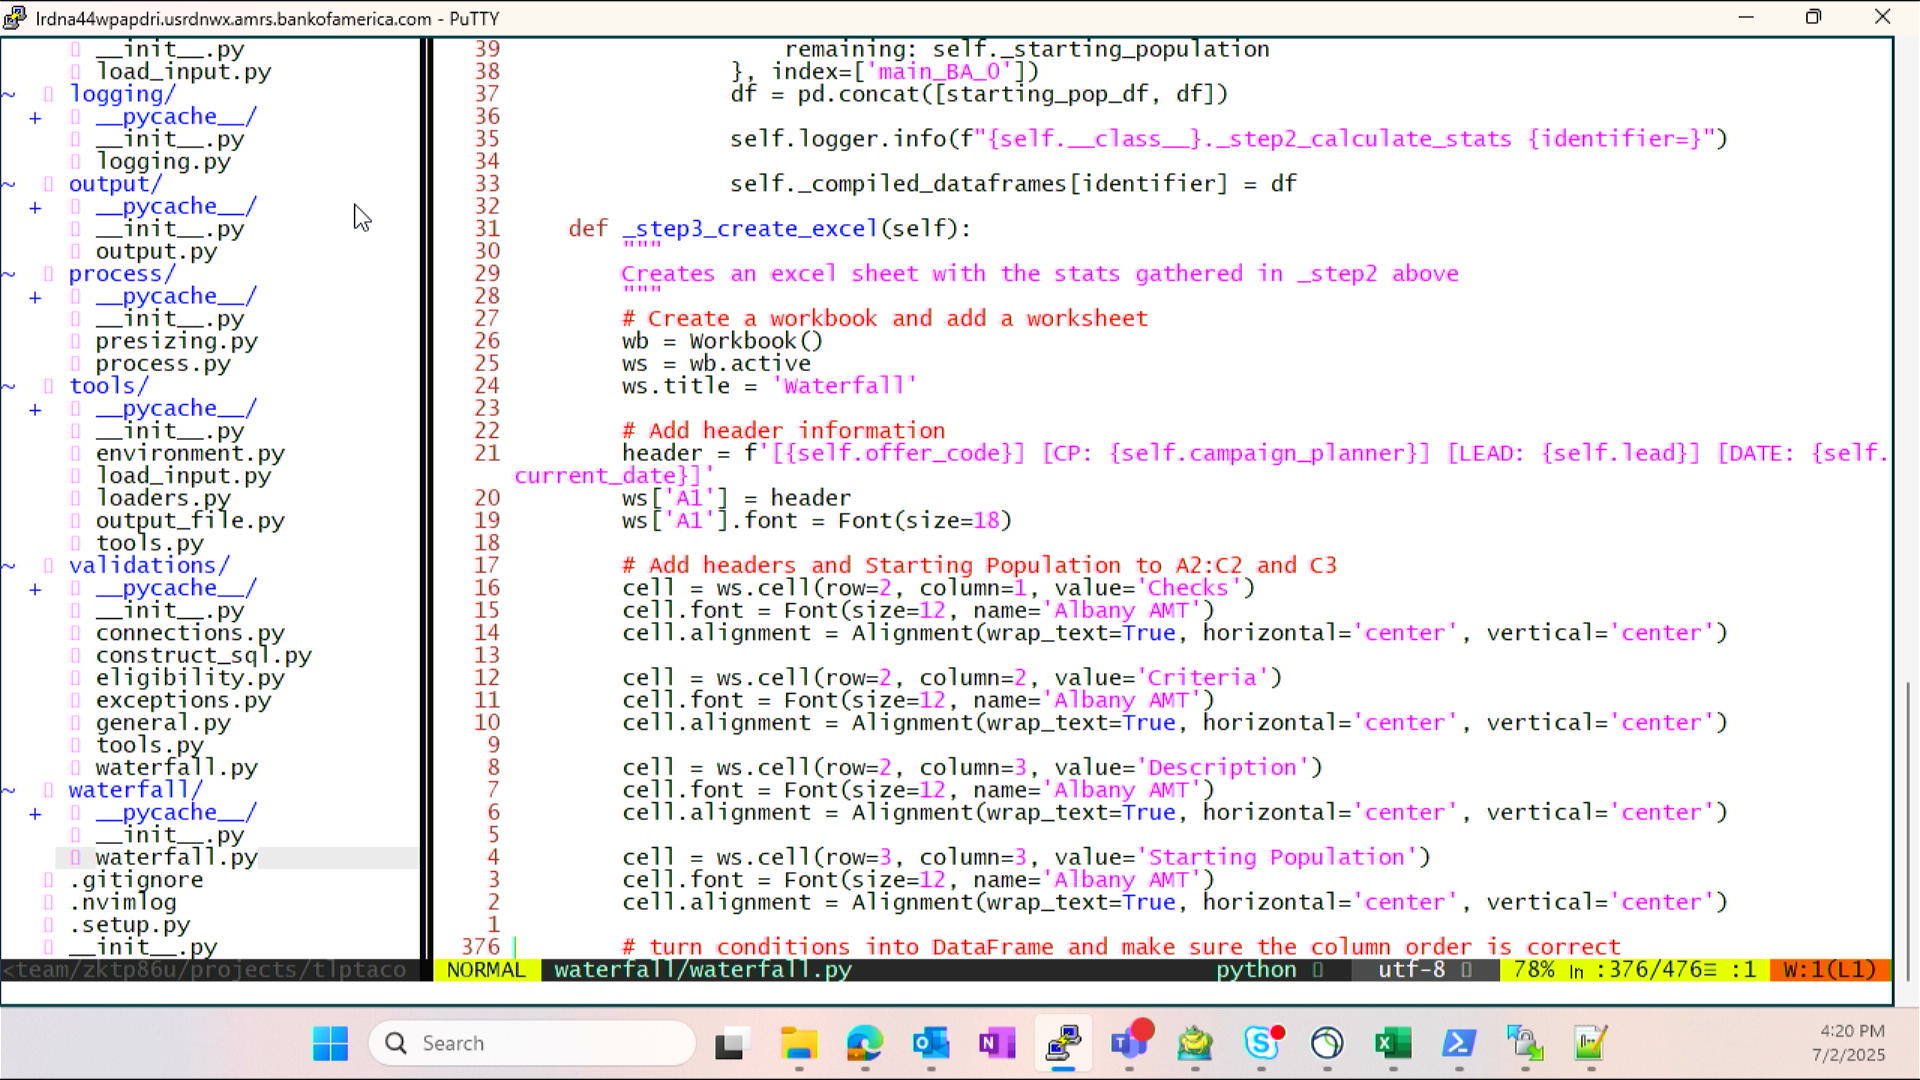 lrdna44wpapdri.usrdnwx.amrs.bankofamerica.com - PuTTY
__init__.py
load_input.py
~ logging/
+ __pycache__/
__init__.py
logging.py
~ output/
+ __pycache__/
__init__.py
output.py
~ process/
+ __pycache__/
__init__.py
presizing.py
process.py
~ tools/
+ __pycache__/
__init__.py
environment.py
load_input.py
loaders.py
output_file.py
tools.py
~ validations/
+ __pycache__/
__init__.py
connections.py
construct_sql.py
eligibility.py
exceptions.py
general.py
tools.py
waterfall.py
~ waterfall/
+ __pycache__/
__init__.py
waterfall.py
.gitignore
.nvimlog
.setup.py
__init__.py
<team/zktp86u/projects/tlptaco
39 remaining: self._starting_population
38 }, index=['main_BA_0'])
37 df = pd.concat([starting_pop_df, df])
36
35 self.logger.info(f"{self.__class__}._step2_calculate_stats {identifier=}")
34
33 self._compiled_dataframes[identifier] = df
32
31 def _step3_create_excel(self):
30 """
29 Creates an excel sheet with the stats gathered in _step2 above
28 """
27 # Create a workbook and add a worksheet
26 wb = Workbook()
25 ws = wb.active
24 ws.title = 'Waterfall'
23
22 # Add header information
21 header = f'[{self.offer_code}] [CP: {self.campaign_planner}] [LEAD: {self.lead}] [DATE: {self.
current_date}]'
20 ws['A1'] = header
19 ws['A1'].font = Font(size=18)
18
17 # Add headers and Starting Population to A2:C2 and C3
16 cell = ws.cell(row=2, column=1, value='Checks')
15 cell.font = Font(size=12, name='Albany AMT')
14 cell.alignment = Alignment(wrap_text=True, horizontal='center', vertical='center')
13
12 cell = ws.cell(row=2, column=2, value='Criteria')
11 cell.font = Font(size=12, name='Albany AMT')
10 cell.alignment = Alignment(wrap_text=True, horizontal='center', vertical='center')
9
8 cell = ws.cell(row=2, column=3, value='Description')
7 cell.font = Font(size=12, name='Albany AMT')
6 cell.alignment = Alignment(wrap_text=True, horizontal='center', vertical='center')
5
4 cell = ws.cell(row=3, column=3, value='Starting Population')
3 cell.font = Font(size=12, name='Albany AMT')
2 cell.alignment = Alignment(wrap_text=True, horizontal='center', vertical='center')
1
376 # turn conditions into DataFrame and make sure the column order is correct
NORMAL waterfall/waterfall.py python utf-8 78% ln :376/476≡ :1 W:1(L1)
Search
4:20 PM
7/2/2025